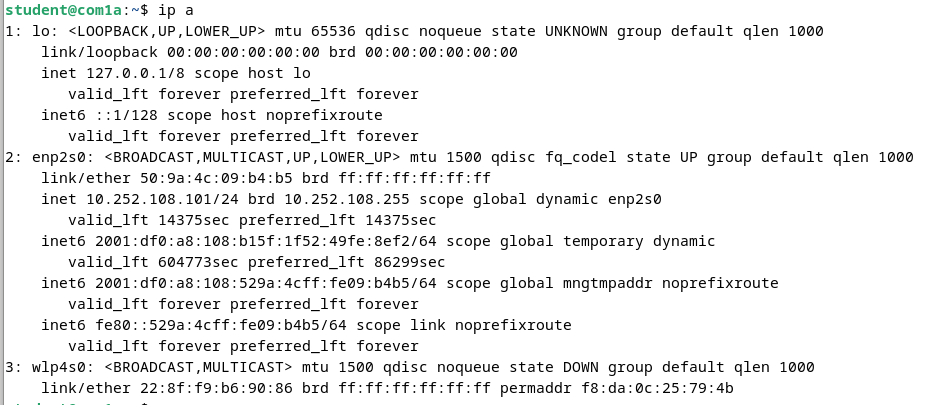 student@com1a:~$ ip a
1: lo: <LOOPBACK,UP,LOWER_UP> mtu 65536 qdisc noqueue state UNKNOWN group default qlen 1000
link/loopback 00:00:00:00:00:00 brd 00:00:00:00:00:00
inet 127.0.0.1/8 scope host lo
valid_lft forever preferred_lft forever
inet6 ::1/128 scope host noprefixroute
valid_lft forever preferred_lft forever
2: enp2s0: <BROADCAST,MULTICAST,UP,LOWER_UP> mtu 1500 qdisc fq_codel state UP group default qlen 1000
link/ether 50:9a:4c:09:b4:b5 brd ff:ff:ff:ff:ff:ff
inet 10.252.108.101/24 brd 10.252.108.255 scope global dynamic enp2s0
valid_lft 14375sec preferred_lft 14375sec
inet6 2001:df0:a8:108:b15f:1f52:49fe:8ef2/64 scope global temporary dynamic
valid_lft 604773sec preferred_lft 86299sec
inet6 2001:df0:a8:108:529a:4cff:fe09:b4b5/64 scope global mngtmpaddr noprefixroute
valid_lft forever preferred_lft forever
inet6 fe80::529a:4cff:fe09:b4b5/64 scope link noprefixroute
valid_lft forever preferred_lft forever
3: wlp4s0: <BROADCAST,MULTICAST> mtu 1500 qdisc noqueue state DOWN group default qlen 1000
link/ether 22:8f:f9:b6:90:86 brd ff:ff:ff:ff:ff:ff permaddr f8:da:0c:25:79:4b